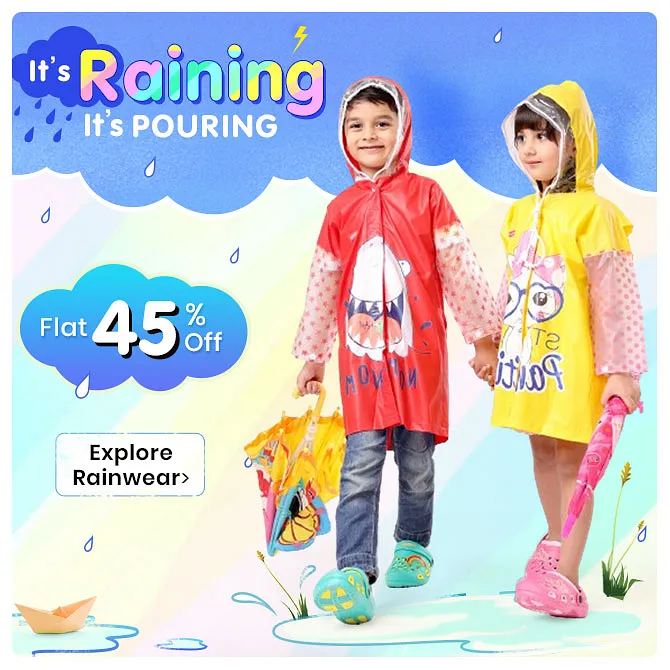 It's Raining
It's POURING
Flat 45% Off
Explore
Rainwear>